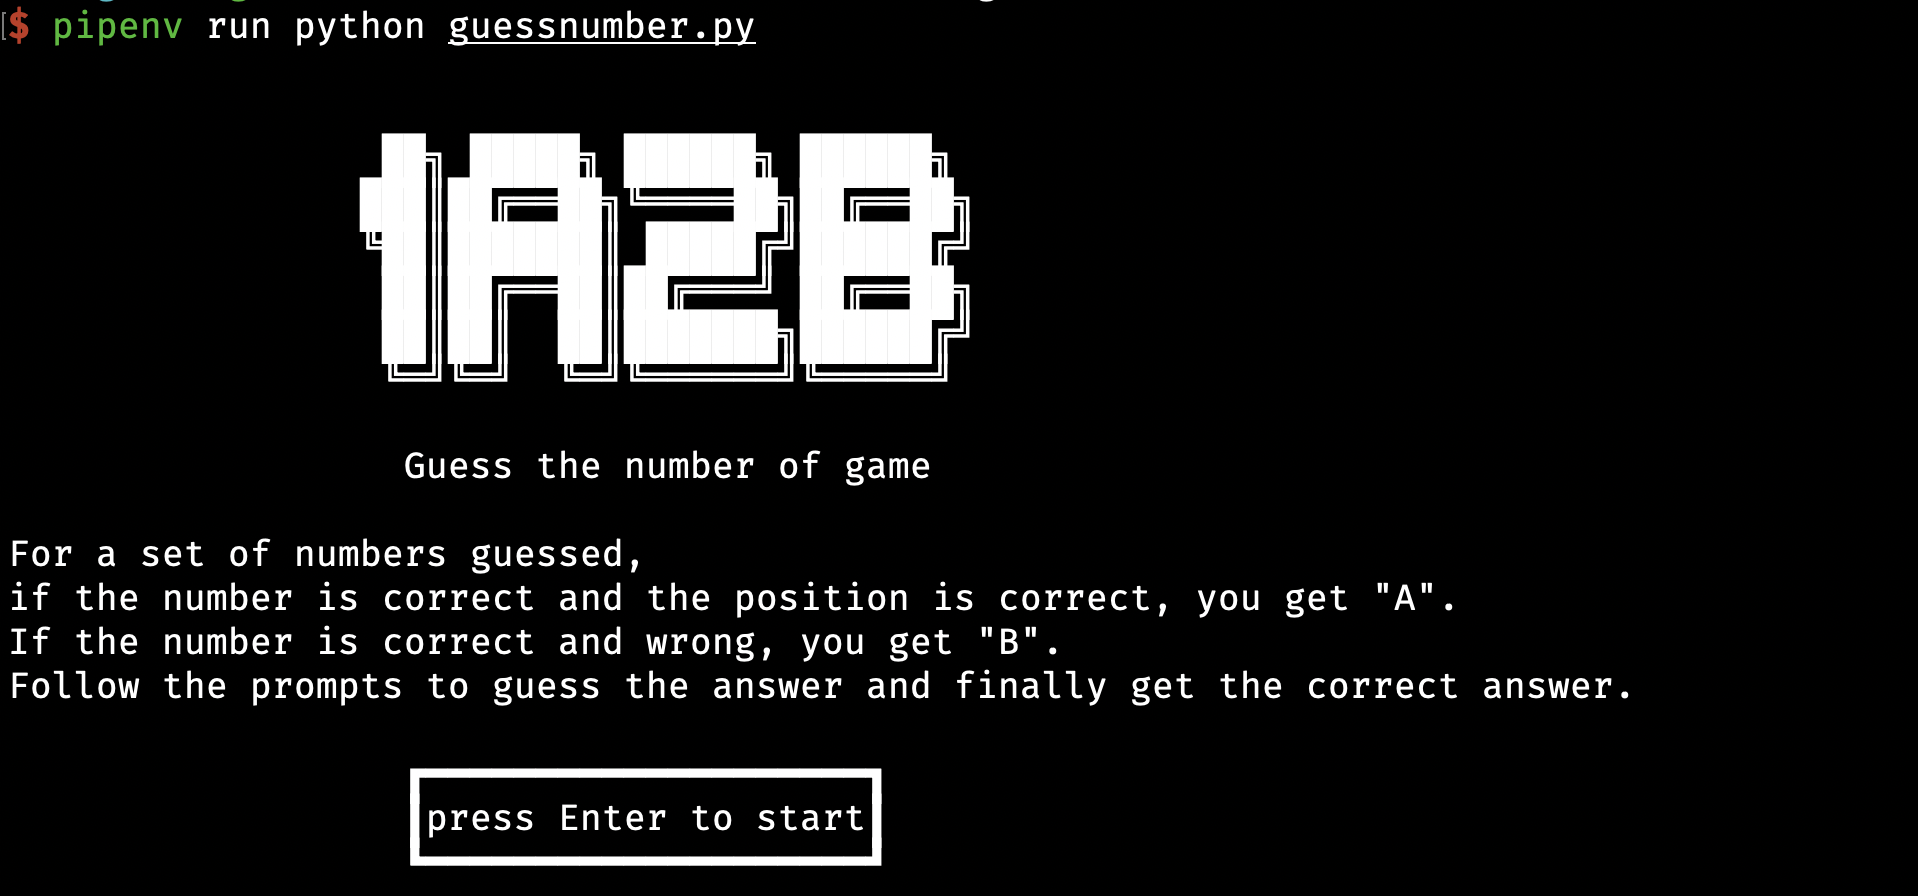 $ pipenv run python guessnumber.py
1A2B
Guess the number of game
For a set of numbers guessed,
if the number is correct and the position is correct, you get "A".
If the number is correct and wrong, you get "B".
Follow the prompts to guess the answer and finally get the correct answer.
press Enter to start